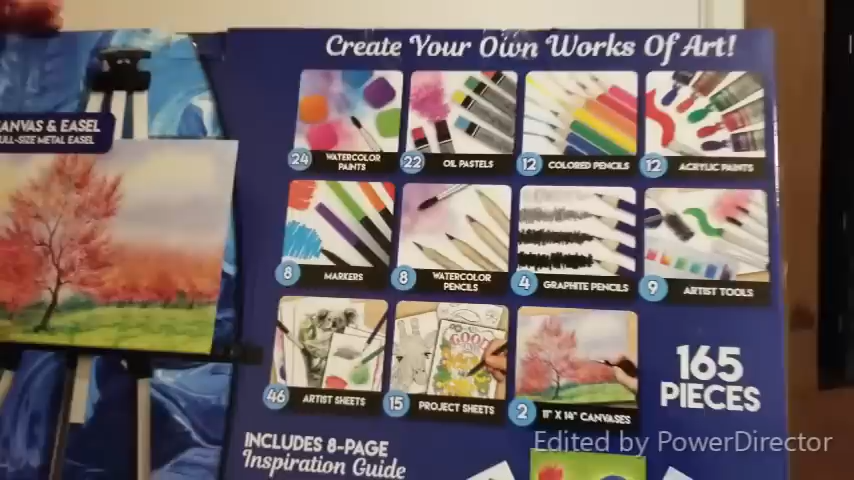 Create Your Own Works Of Art!
ANVAS & EASEL
ULL-SIZE METAL EASEL
24 WATERCOLOR
PAINTS
22 OIL PASTELS
12 COLORED PENCILS
12 ACRYLIC PAINTS
8 MARKERS
8 WATERCOLOR
PENCILS
4 GRAPHITE PENCILS
9 ARTIST TOOLS
46 ARTIST SHEETS
15 PROJECT SHEETS
2 11" X 14" CANVASES
165
PIECES
INCLUDES 8-PAGE
Inspiration Guide
Edited by PowerDirector